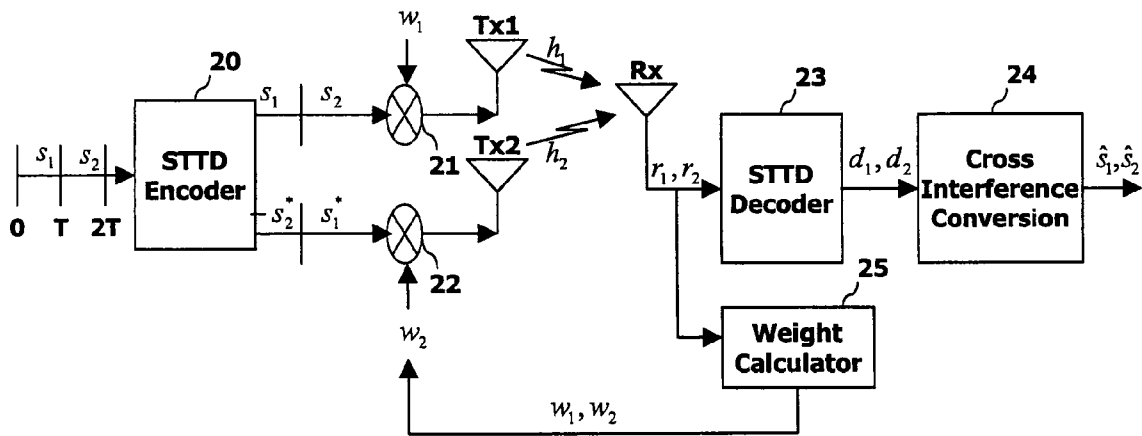 w₁
Tx1
20
h₁
Rx
23
24
s₁ s₂
21
STTD
Encoder
s₁ s₂
0 T 2T
Tx2
h₂
r₁, r₂
STTD
Decoder
d₁, d₂
Cross
Interference
Conversion
ŝ₁, ŝ₂
-s₂* s₁*
22
25
w₂
Weight
Calculator
w₁, w₂